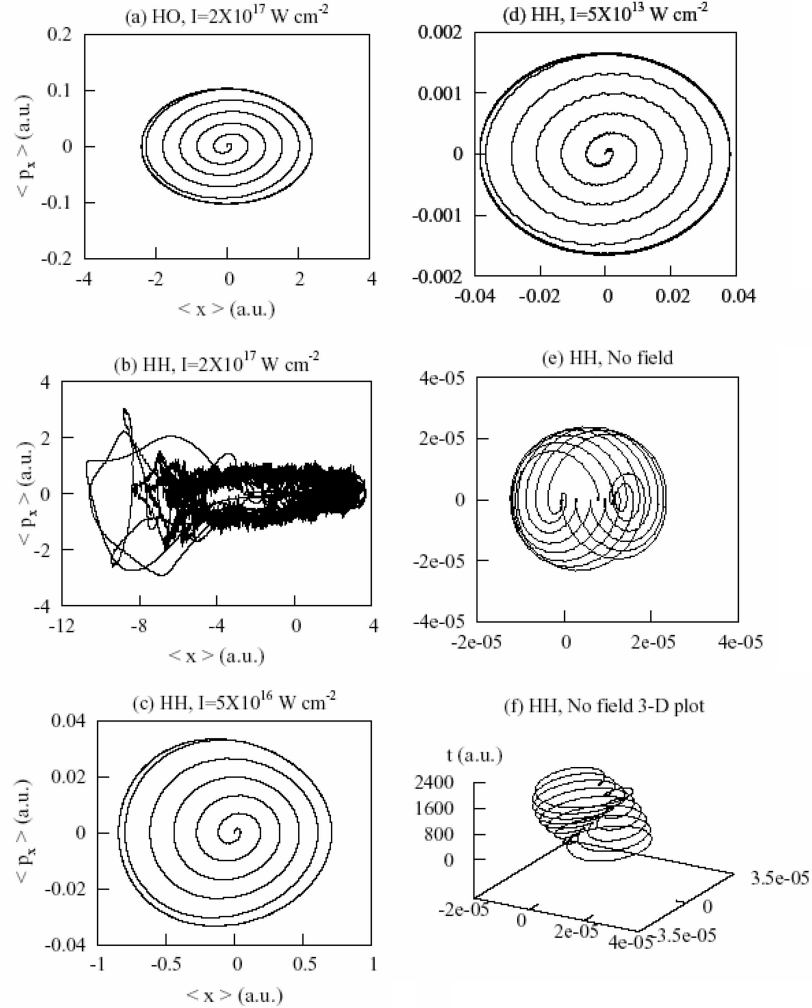 (a) HO, I=2X10^17 W cm^-2
0.2
0.1
0
-0.1
-0.2
< p_x > (a.u.)
-4 -2 0 2 4
< x > (a.u.)
(b) HH, I=2X10^17 W cm^-2
4
2
0
-2
-4
< p_x > (a.u.)
-12 -8 -4 0 4
< x > (a.u.)
(c) HH, I=5X10^16 W cm^-2
0.04
0.02
0
-0.02
-0.04
< p_x > (a.u.)
-1 -0.5 0 0.5 1
< x > (a.u.)
(d) HH, I=5X10^13 W cm^-2
0.002
0.001
0
-0.001
-0.002
-0.04 -0.02 0 0.02 0.04
(e) HH, No field
4e-05
2e-05
0
-2e-05
-4e-05
-2e-05 0 2e-05 4e-05
(f) HH, No field 3-D plot
t (a.u.)
2400
1600
800
0
-2e-05 0 2e-05 4e-05
-3.5e-05 0 3.5e-05